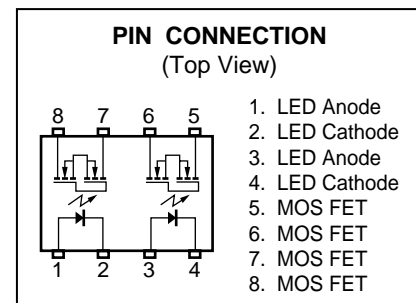 PIN CONNECTION
(Top View)
8 7 6 5
1 2 3 4
1. LED Anode
2. LED Cathode
3. LED Anode
4. LED Cathode
5. MOS FET
6. MOS FET
7. MOS FET
8. MOS FET